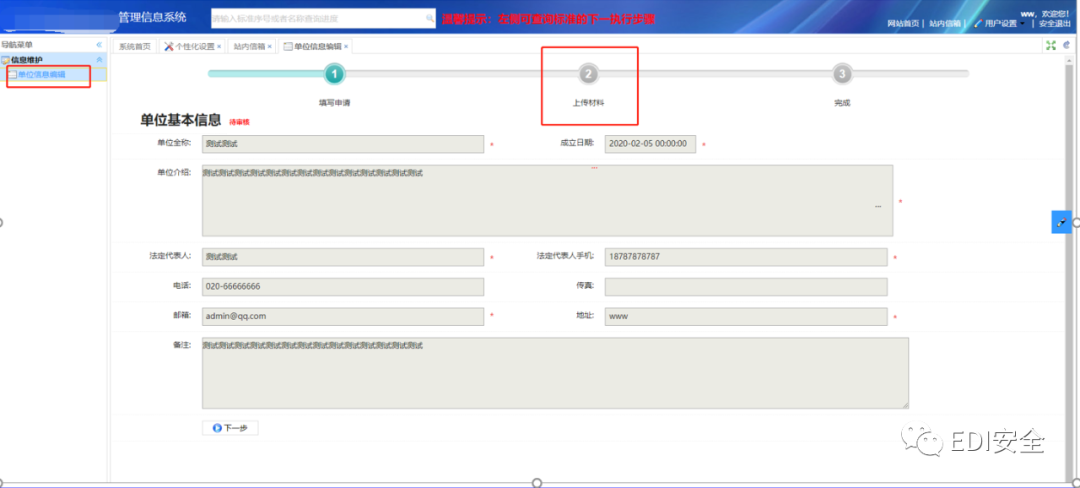 管理信息系统
请输入标准序号或者名称查询进度
温馨提示:左侧可查询标准的下一执行步骤
ww，欢迎您!
网站首页| 站内信箱| 用户设置 | 安全退出
导航菜单
系统首页 个性化设置 × 站内信箱 × 单位信息编辑 ×
信息维护
单位信息编辑
1 2 3
填写申请 上传材料 完成
单位基本信息 待审核
单位全称: 测试测试 * 成立日期: 2020-02-05 00:00:00 *
单位介绍: 测试测试测试测试测试测试测试测试测试测试测试测试测试测试 *
法定代表人: 测试测试 * 法定代表人手机: 18787878787 *
电话: 020-66666666 传真:
邮箱: admin@qq.com * 地址: www *
备注: 测试测试测试测试测试测试测试测试测试测试测试测试测试测试
下一步
EDI安全